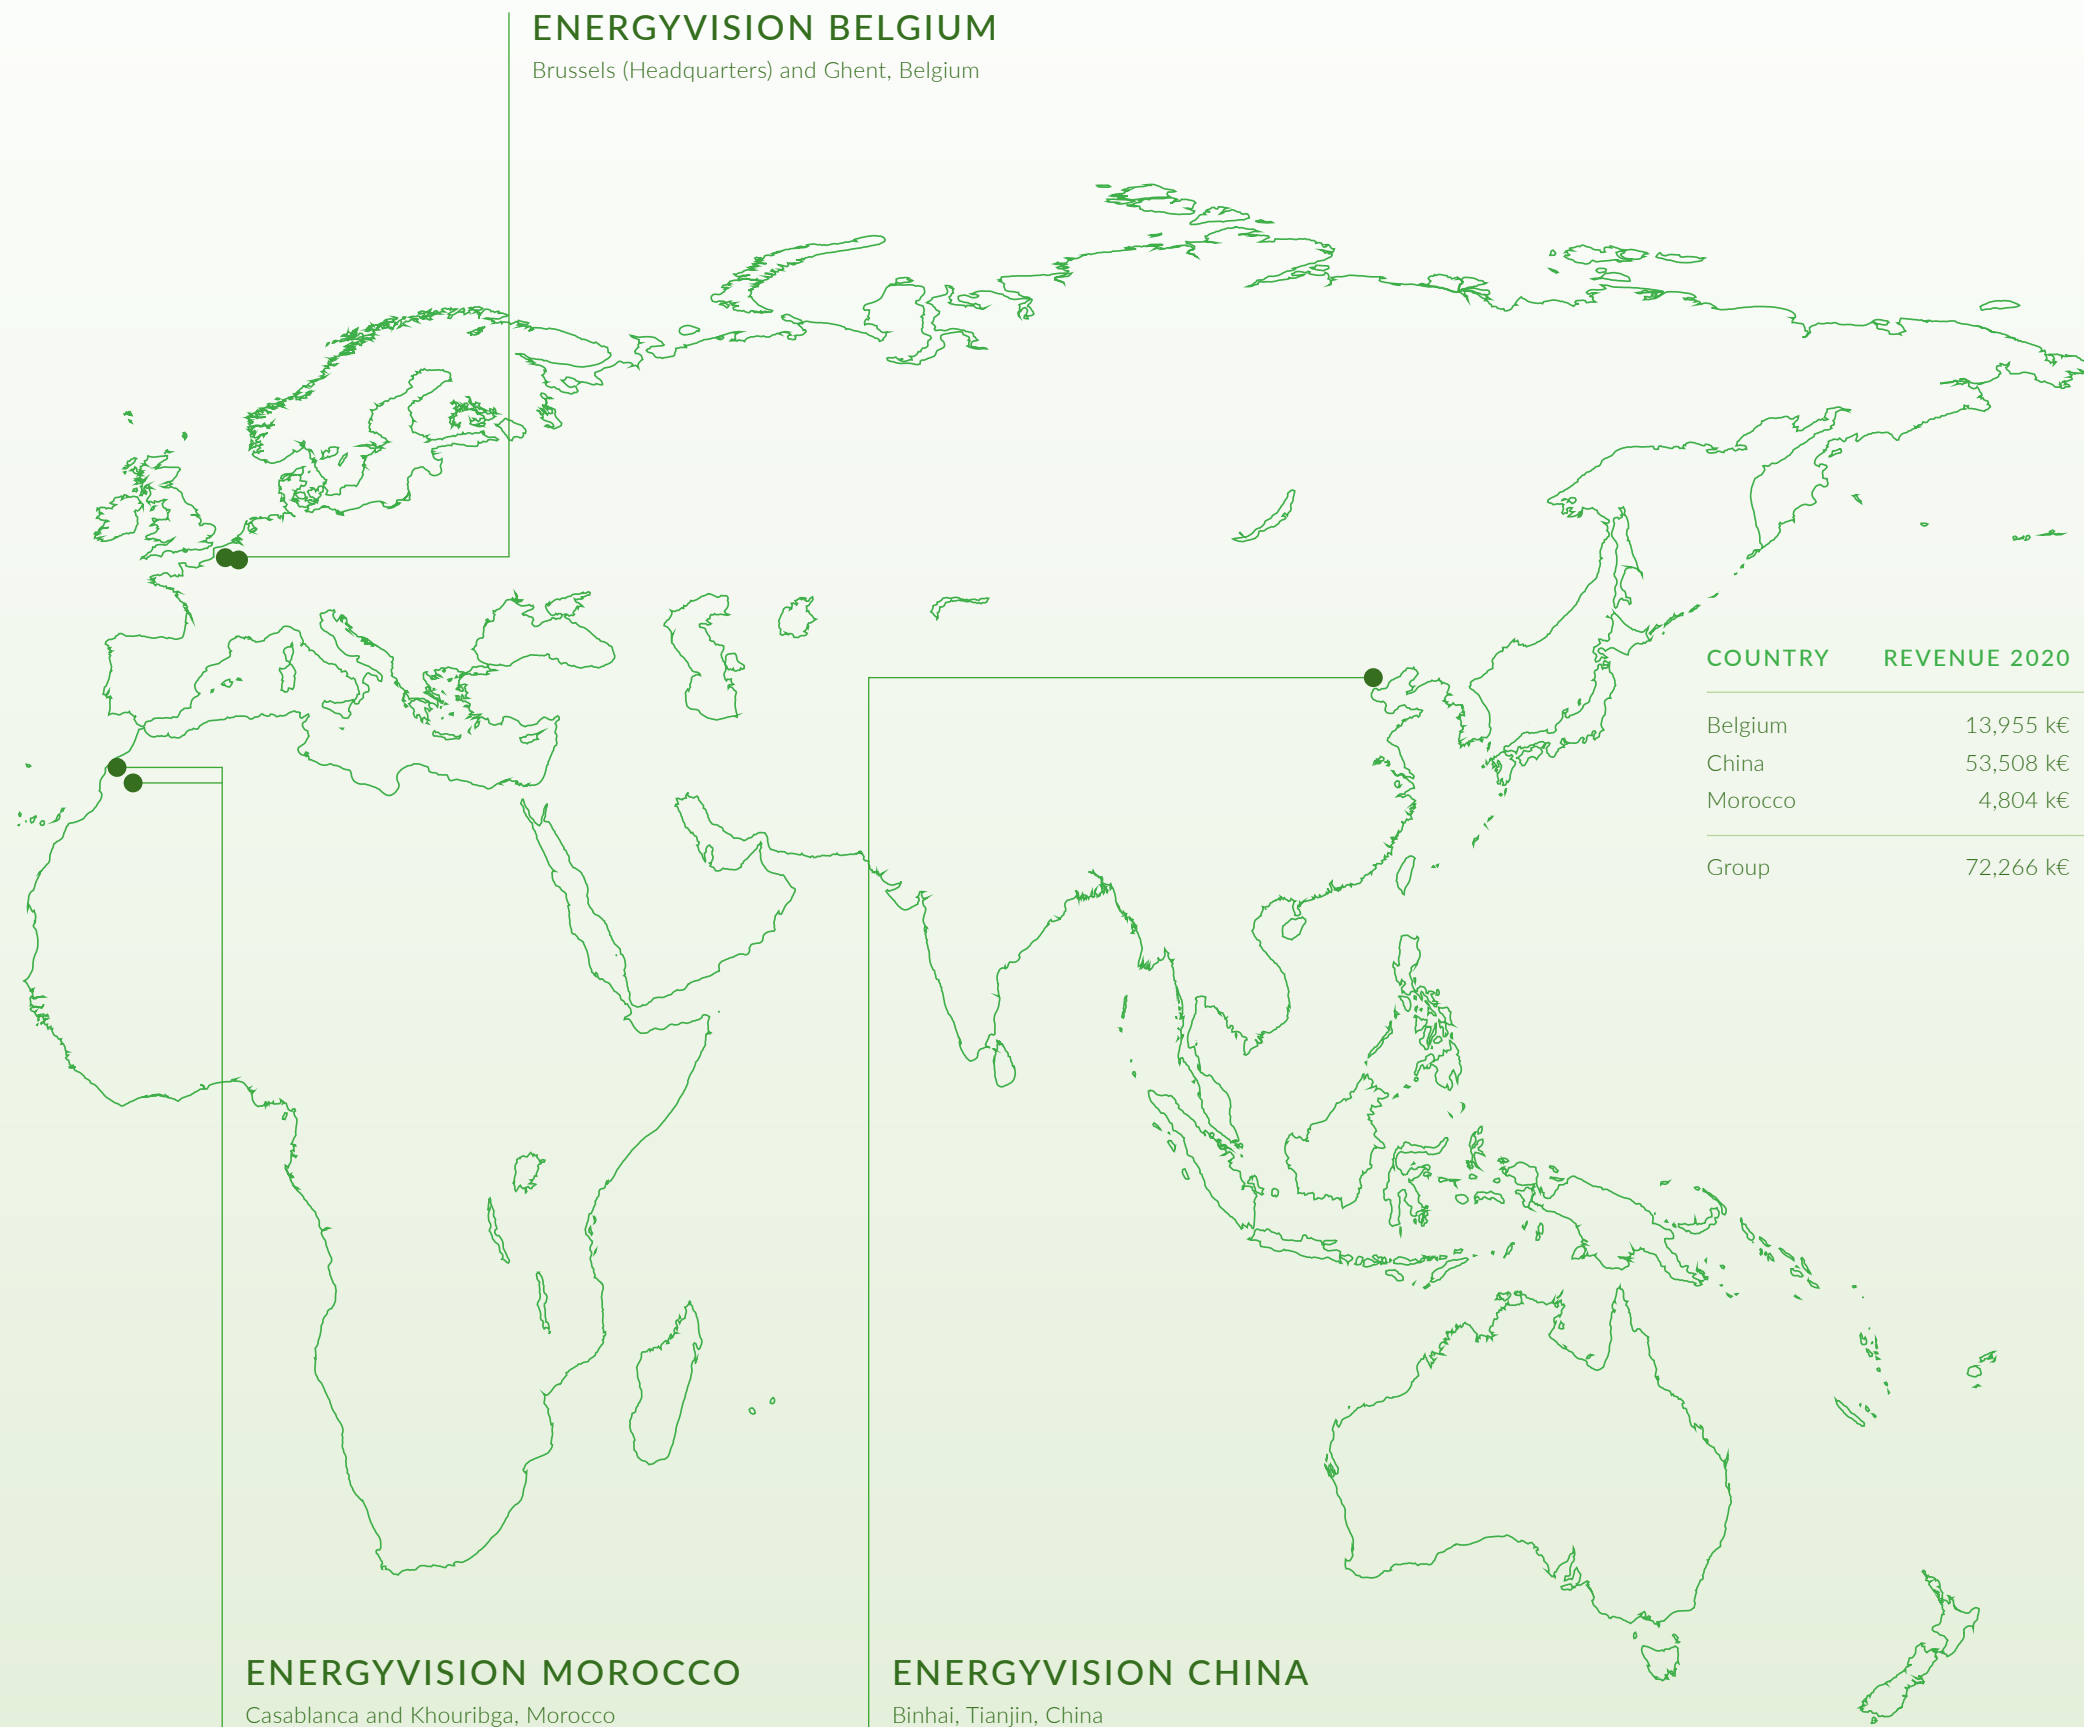 ENERGYVISION BELGIUM
Brussels (Headquarters) and Ghent, Belgium
COUNTRY REVENUE 2020
Belgium 13,955 k€
China 53,508 k€
Morocco 4,804 k€
Group 72,266 k€
ENERGYVISION MOROCCO
Casablanca and Khouribga, Morocco
ENERGYVISION CHINA
Binhai, Tianjin, China